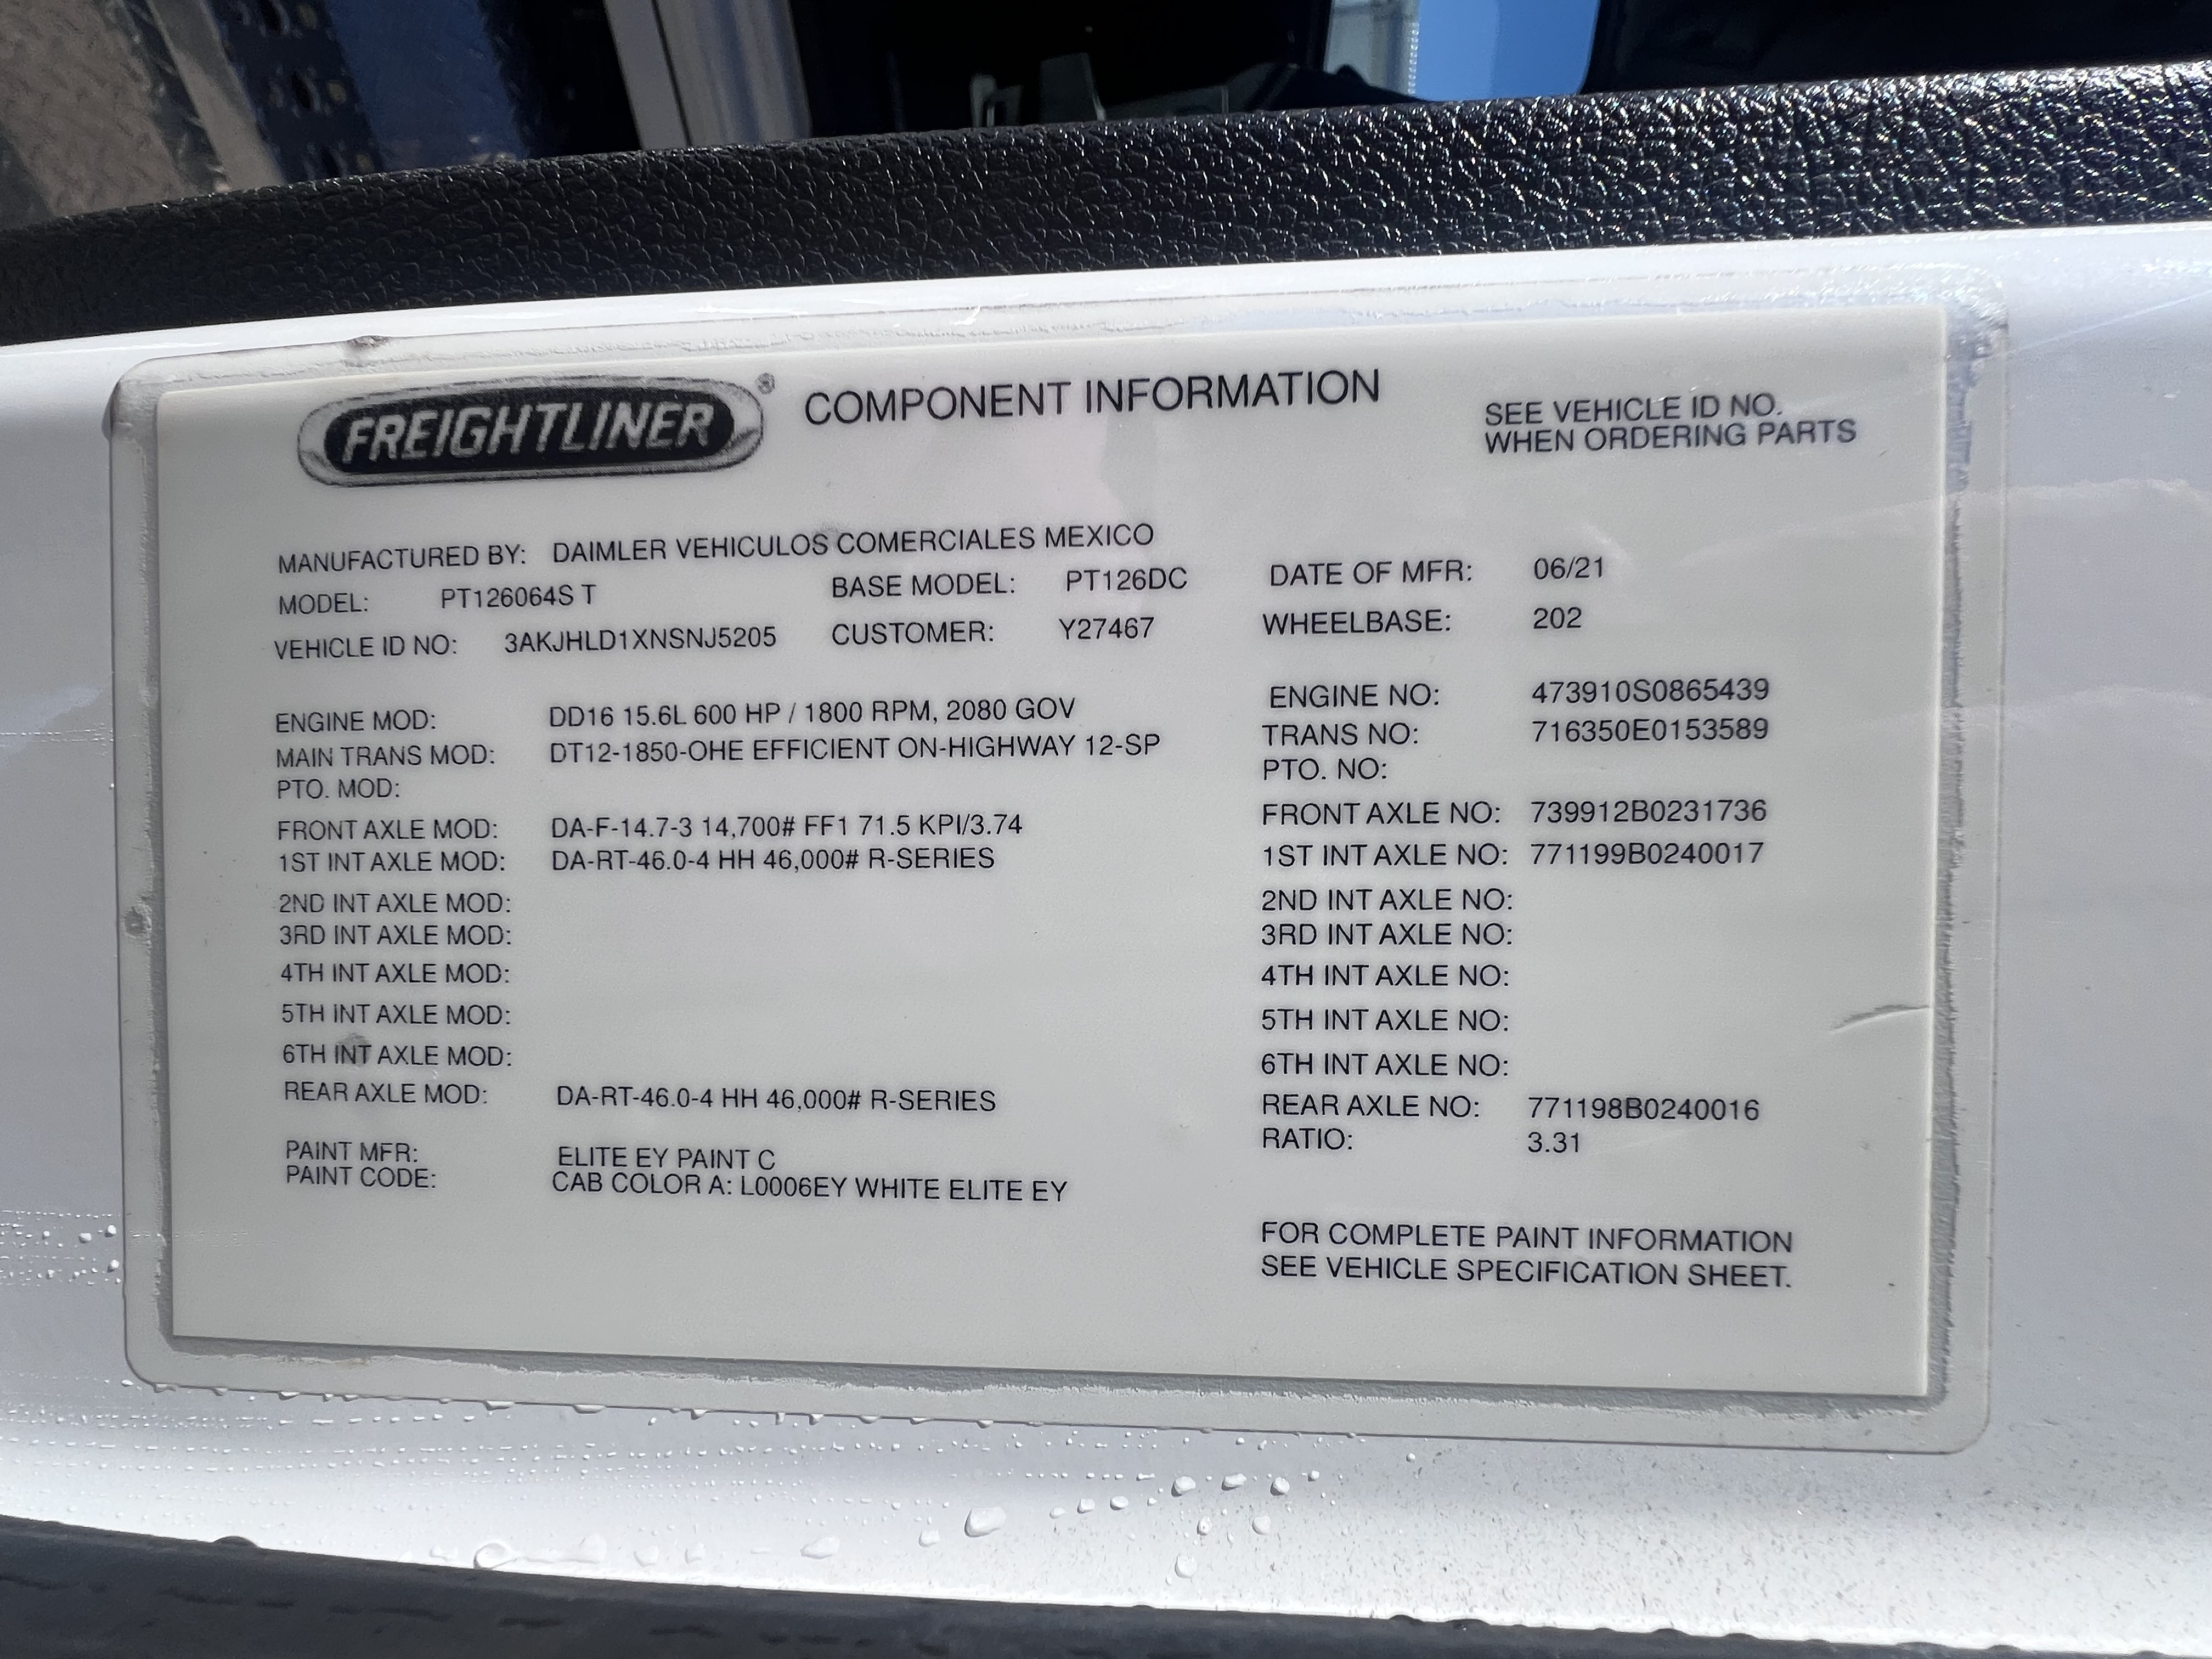 FREIGHTLINER® COMPONENT INFORMATION
SEE VEHICLE ID NO.
WHEN ORDERING PARTS
MANUFACTURED BY: DAIMLER VEHICULOS COMERCIALES MEXICO
MODEL: PT126064S T BASE MODEL: PT126DC DATE OF MFR: 06/21
VEHICLE ID NO: 3AKJHLD1XNSNJ5205 CUSTOMER: Y27467 WHEELBASE: 202
ENGINE MOD: DD16 15.6L 600 HP / 1800 RPM, 2080 GOV ENGINE NO: 473910S0865439
MAIN TRANS MOD: DT12-1850-OHE EFFICIENT ON-HIGHWAY 12-SP TRANS NO: 716350E0153589
PTO. MOD: PTO. NO:
FRONT AXLE MOD: DA-F-14.7-3 14,700# FF1 71.5 KPI/3.74 FRONT AXLE NO: 739912B0231736
1ST INT AXLE MOD: DA-RT-46.0-4 HH 46,000# R-SERIES 1ST INT AXLE NO: 771199B0240017
2ND INT AXLE MOD: 2ND INT AXLE NO:
3RD INT AXLE MOD: 3RD INT AXLE NO:
4TH INT AXLE MOD: 4TH INT AXLE NO:
5TH INT AXLE MOD: 5TH INT AXLE NO:
6TH INT AXLE MOD: 6TH INT AXLE NO:
REAR AXLE MOD: DA-RT-46.0-4 HH 46,000# R-SERIES REAR AXLE NO: 771198B0240016
RATIO: 3.31
PAINT MFR: ELITE EY PAINT C
PAINT CODE: CAB COLOR A: L0006EY WHITE ELITE EY
FOR COMPLETE PAINT INFORMATION
SEE VEHICLE SPECIFICATION SHEET.